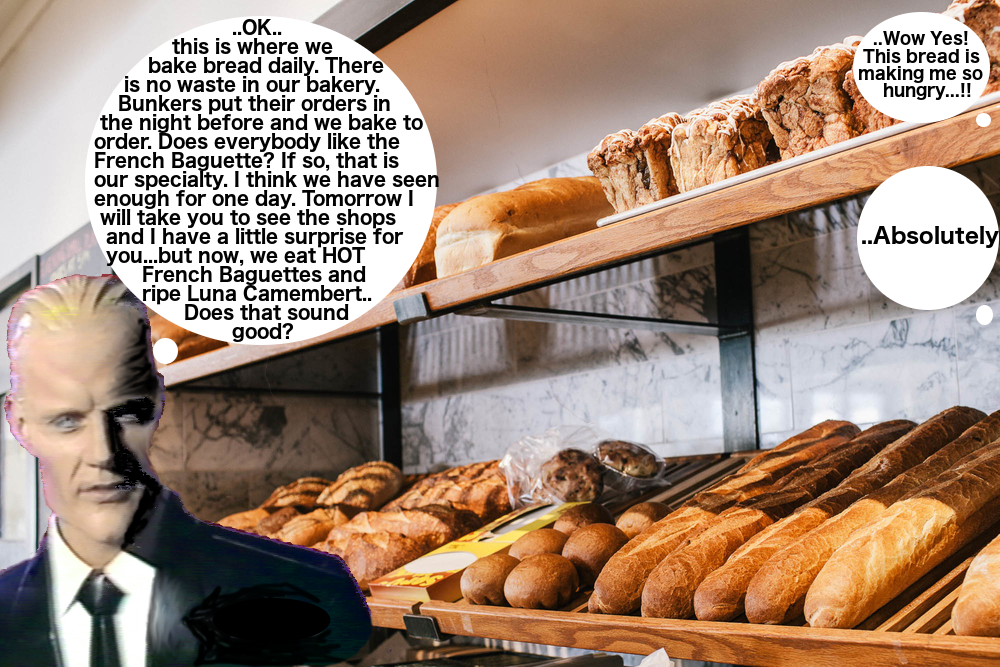 ..OK..
this is where we
bake bread daily. There
is no waste in our bakery.
Bunkers put their orders in
the night before and we bake to
order. Does everybody like the
French Baguette? If so, that is
our specialty. I think we have seen
enough for one day. Tomorrow I
will take you to see the shops
and I have a little surprise for
you...but now, we eat HOT
French Baguettes and
ripe Luna Camembert..
Does that sound
good?
..Wow Yes!
This bread is
making me so
hungry...!!
..Absolutely